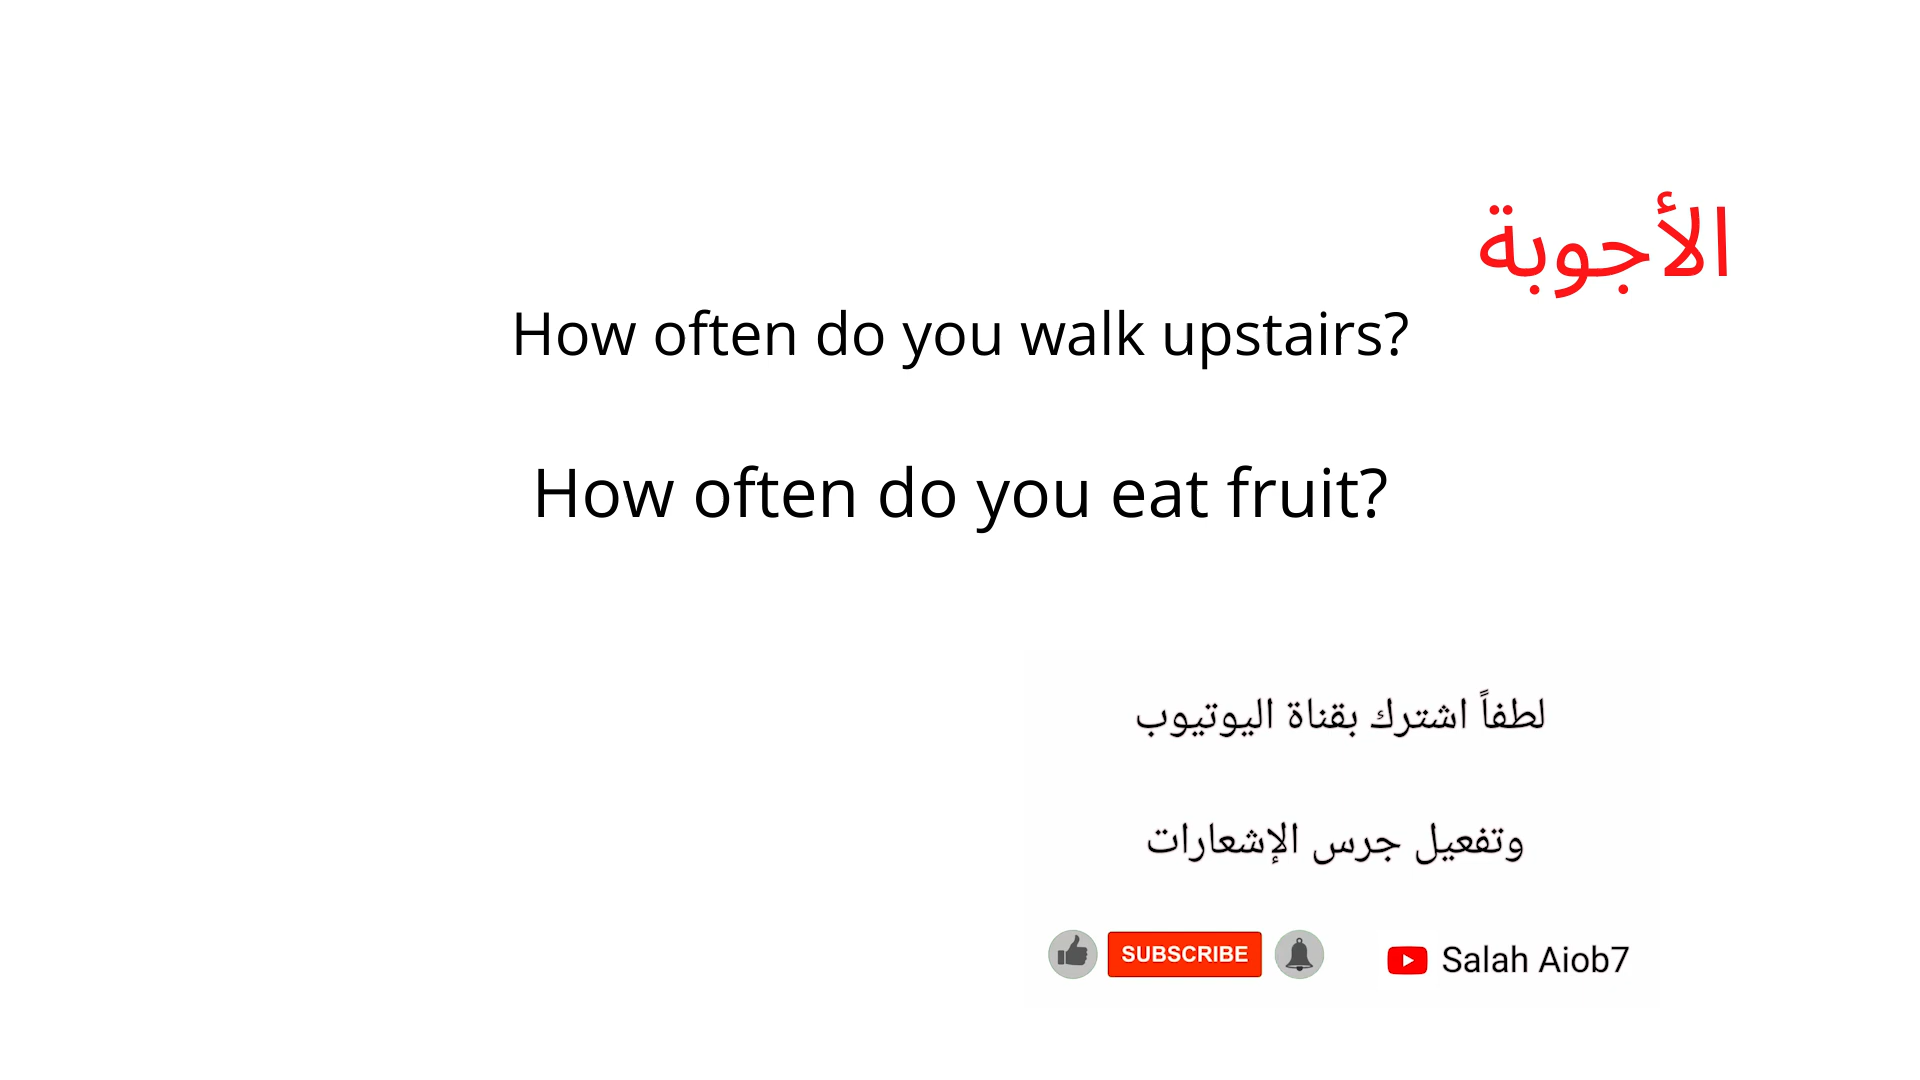 الأجوبة
How often do you walk upstairs?
How often do you eat fruit?
لطفاً اشترك بقناة اليوتيوب
وتفعيل جرس الإشعارات
SUBSCRIBE
Salah Aiob7